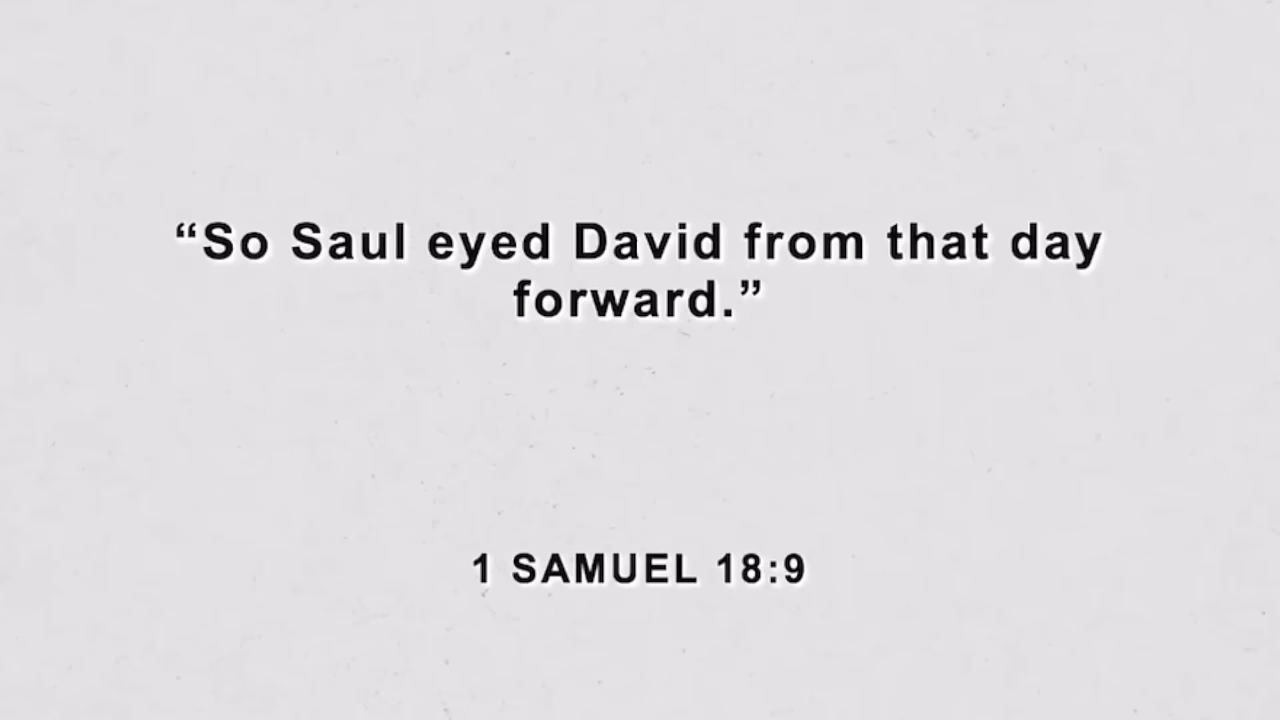 “So Saul eyed David from that day
forward.”
1 SAMUEL 18:9